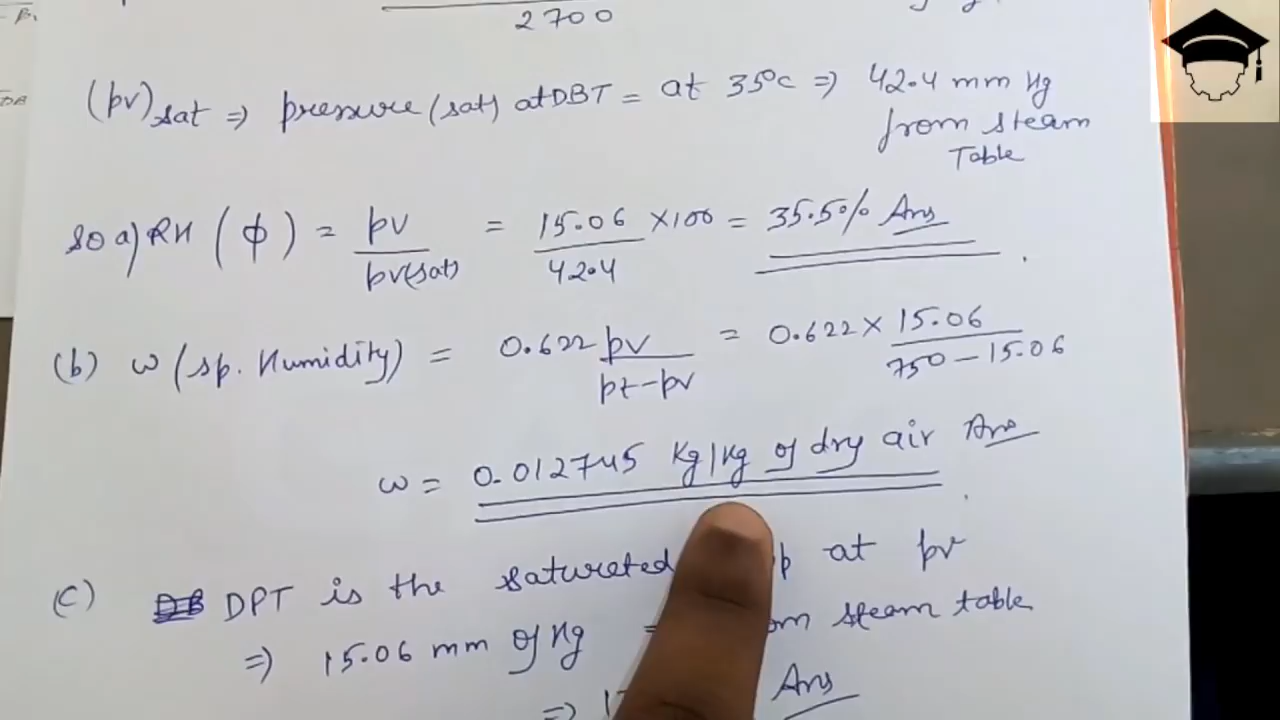 2700
(pv)sat ⇒ pressure (sat) at DBT = at 35°C ⇒ 42.4 mm Hg
from steam
Table
so a) RH (ϕ) = pv / pv(sat) = 15.06 / 42.4 × 100 = 35.5% Ans
(b) ω (sp. Humidity) = 0.622 pv / pt - pv = 0.622 × 15.06 / 750 - 15.06
ω = 0.012745 Kg/Kg of dry air Ans
(c) DPT is the satureted at pv
⇒ 15.06 mm of Hg steam table
⇒ Ans